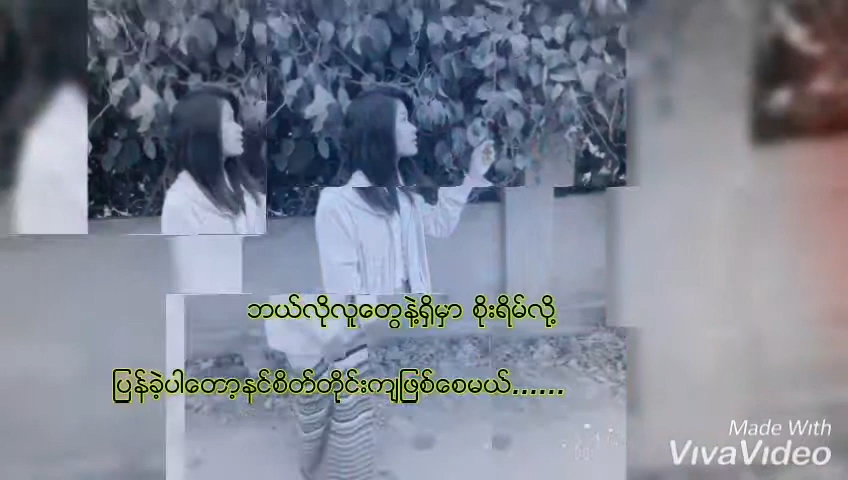 ဘယ်လိုလူတွေနဲ့ရှိမှာ စိုးရိမ်လို့
ပြန်ခဲ့ပါတော့နင်စိတ်တိုင်းကျဖြစ်စေမယ်......
Made With
VivaVideo